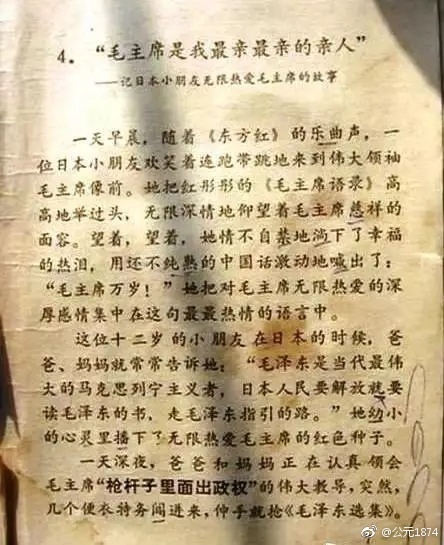 4．“毛主席是我最亲最亲的亲人”
——记日本小朋友无限热爱毛主席的故事
一天早晨，随着《东方红》的乐曲声，一
位日本小朋友欢笑着连跑带跳地来到伟大领袖
毛主席像前。她把红彤彤的《毛主席语录》高
高地举过头，无限深情地仰望着毛主席慈祥的
面容。望着，望着，她情不自禁地淌下了幸福
的热泪，用还不纯熟的中国话激动地喊出了：
“毛主席万岁！”她把对毛主席无限热爱的深
厚感情集中在这句最最热情的语言中。
这位十二岁的小朋友在日本的时候，爸
爸、妈妈就常常告诉她：“毛泽东是当代最伟
大的马克思列宁主义者，日本人民要解放就要
读毛泽东的书，走毛泽东指引的路。”她幼小
的心灵里播下了无限热爱毛主席的红色种子。
一天深夜，爸爸和妈妈正在认真领会
毛主席“枪杆子里面出政权”的伟大教导，突然，
几个便衣特务闯进来，伸手就抢《毛泽东选集》。
@公元1874